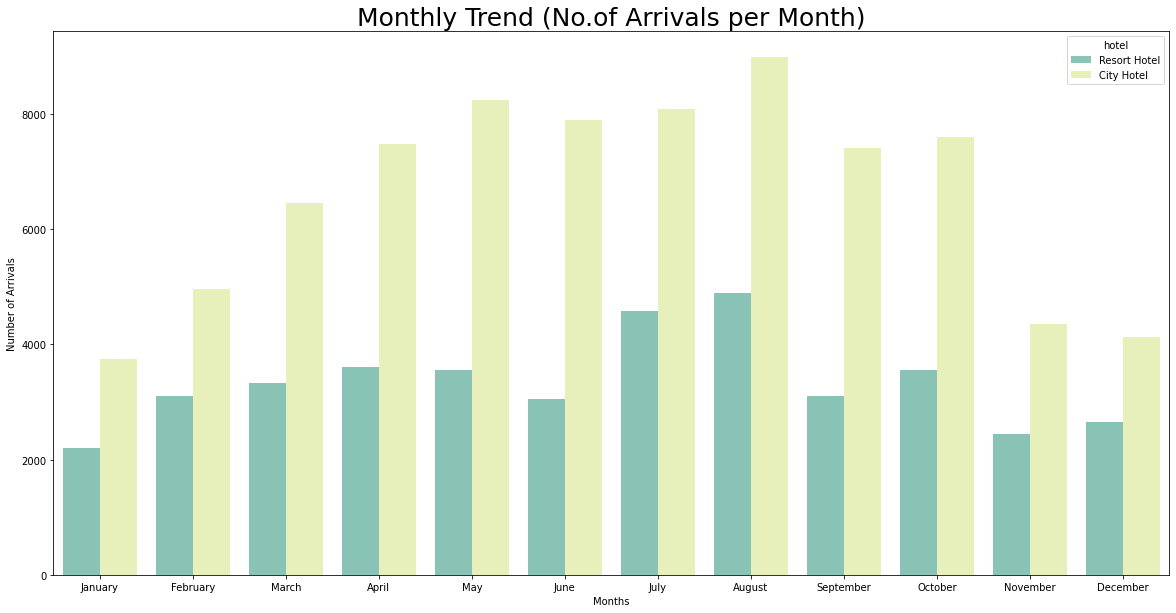 Monthly Trend (No.of Arrivals per Month)
hotel
Resort Hotel
City Hotel
Number of Arrivals
8000
6000
4000
2000
0
January February March April May June July August September October November December
Months